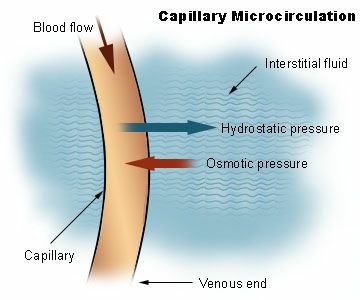 Capillary Microcirculation
Blood flow
Interstitial fluid
Hydrostatic pressure
Osmotic pressure
Capillary
Venous end